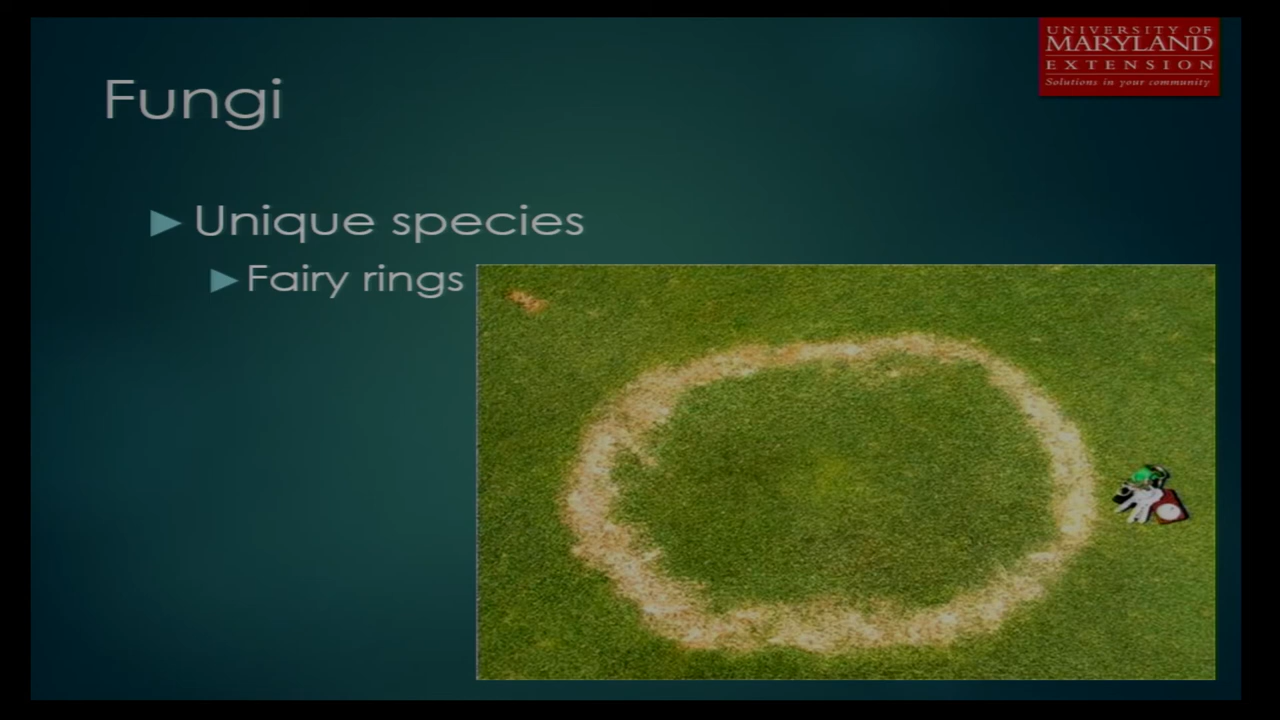 UNIVERSITY OF
MARYLAND
EXTENSION
Solutions in your community
Fungi
Unique species
Fairy rings